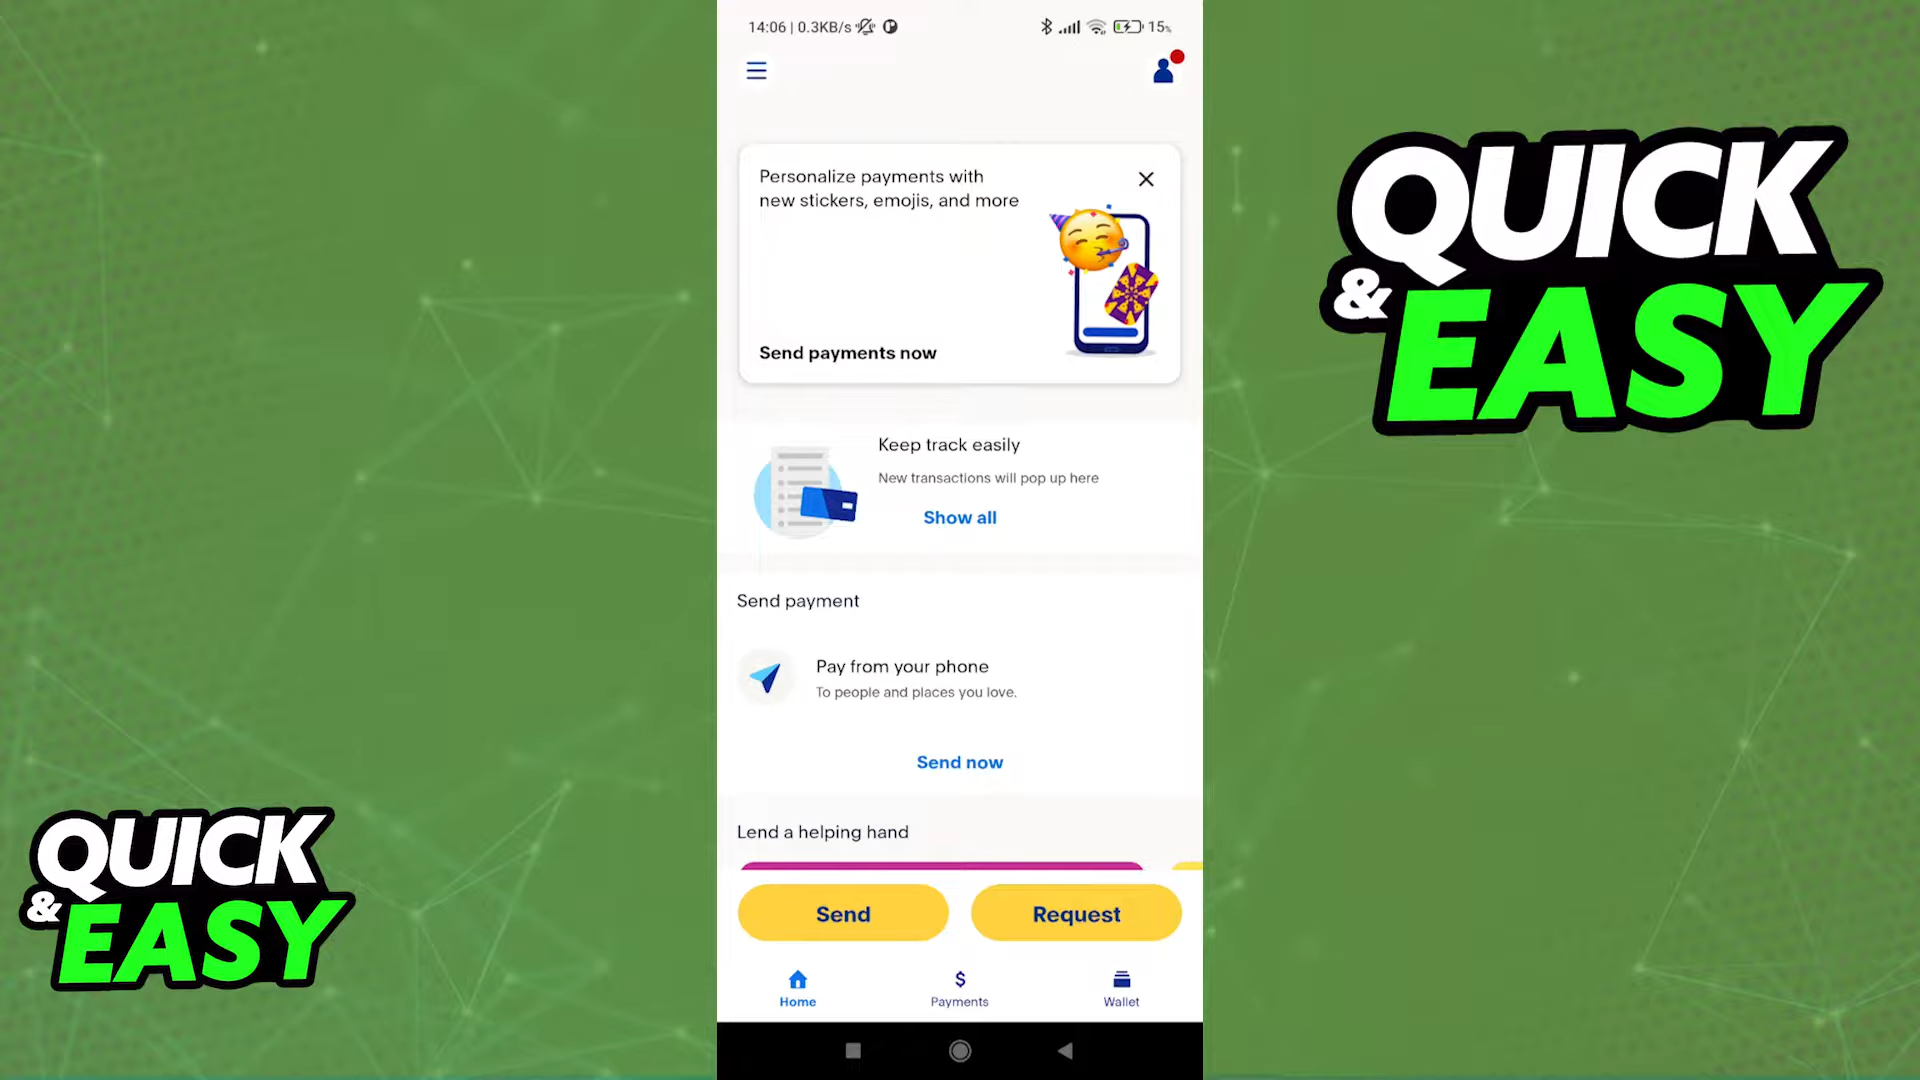 14:06 | 0.3KB/s
15%
Personalize payments with
new stickers, emojis, and more
Send payments now
Keep track easily
New transactions will pop up here
Show all
Send payment
Pay from your phone
To people and places you love.
Send now
Lend a helping hand
Send
Request
$
Home
Payments
Wallet
QUICK
& EASY
QUICK
& EASY